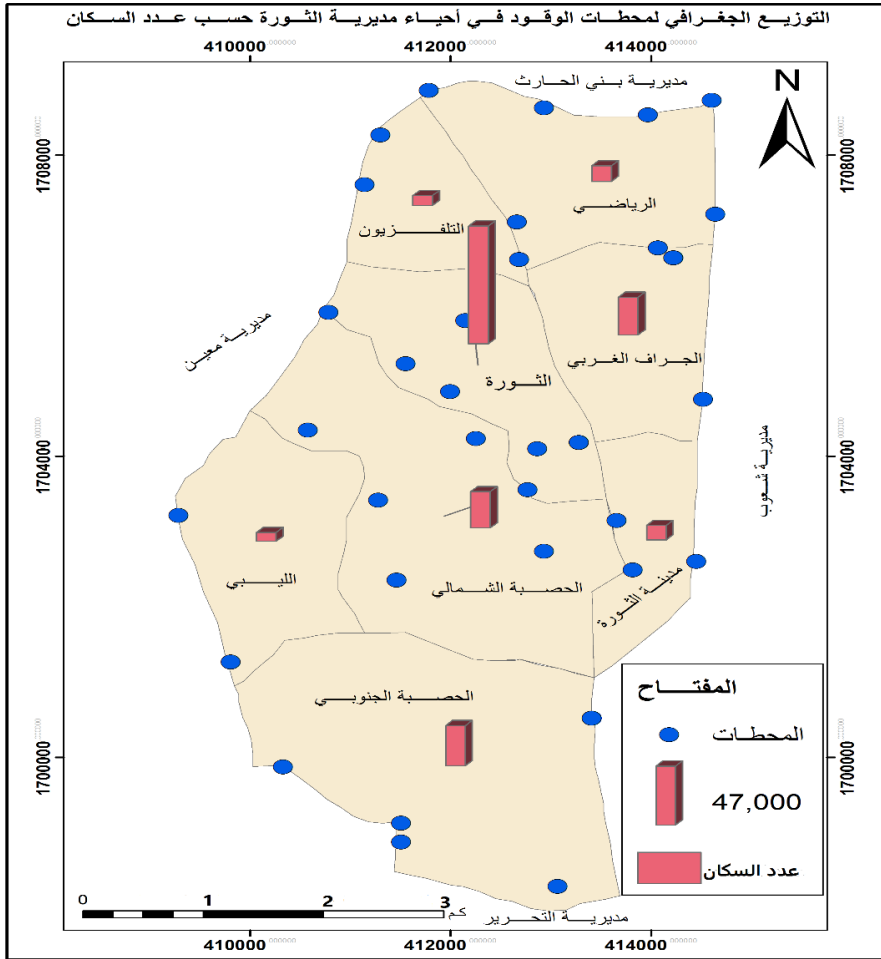 التوزيع الجغرافي لمحطات الوقود في أحياء مديرية الثورة حسب عدد السكان
410000 412000 414000
مديرية بني الحارث
N
1708000
1708000
الرياضي
التلفزيون
مديرية معين
الجراف الغربي
الثورة
1704000
1704000
مديرية شعوب
الليبي
الحصبة الشمالي
مدينة الثورة
الحصبة الجنوبي
المفتاح
المحطات
47,000
عدد السكان
1700000
1700000
0 1 2 3 كم
مديرية التحرير
410000 412000 414000